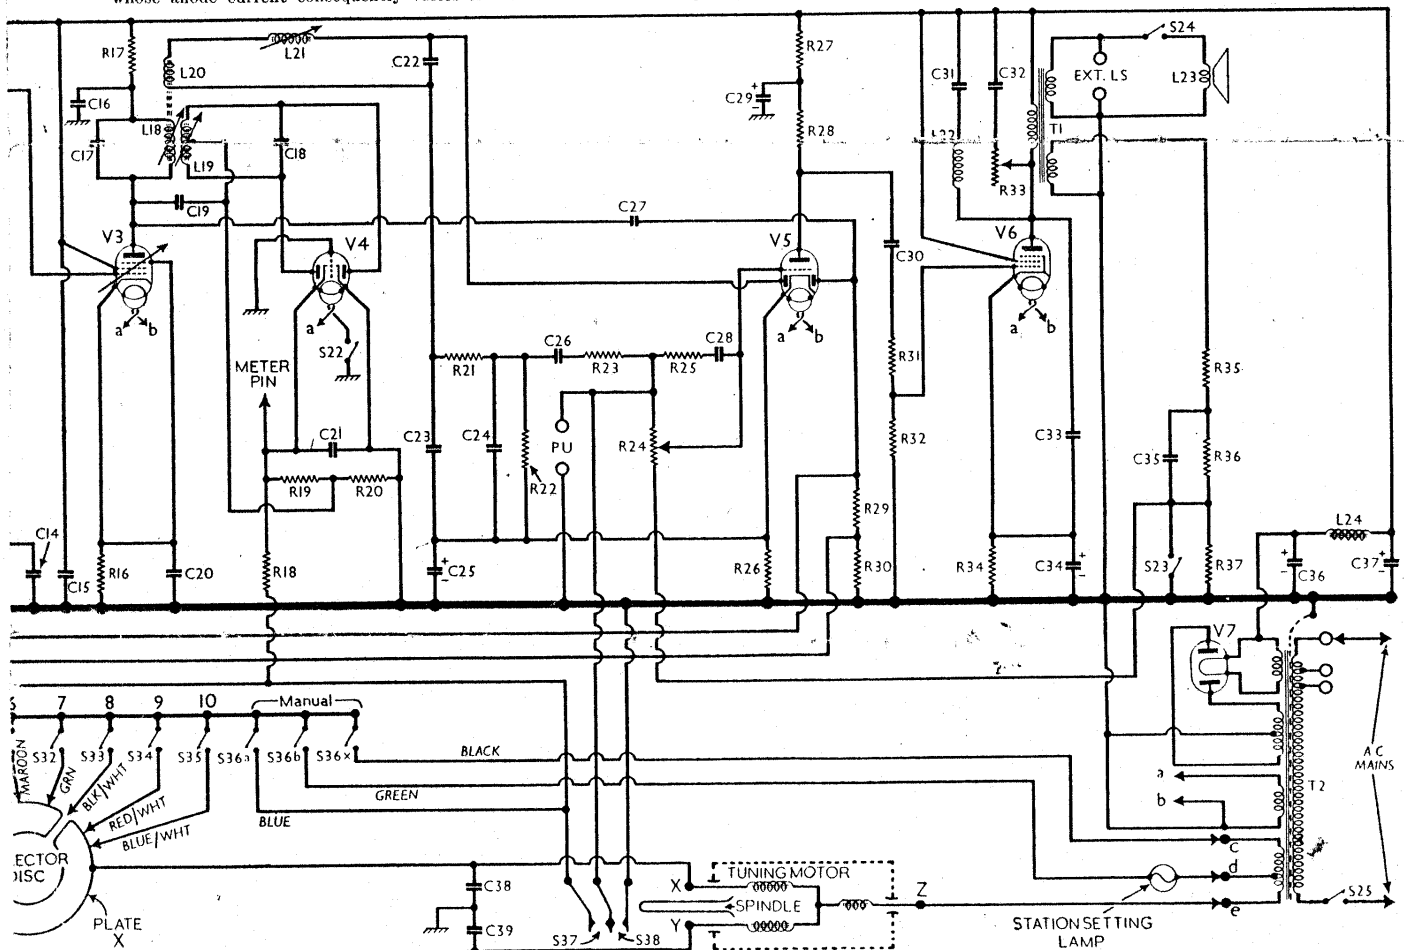 whose anode current consequently varies
S24
R17
L21
R27
C22
L20
C31
C32
EXT. LS
L23
C16
C29
+
−
L18
R28
T1
C17
C18
L22
L19
R33
C19
C27
V3
V4
V5
V6
C30
a b
a
a b
a b
S22
C26
C28
R31
R21
R23
R25
R35
METER
PIN
C21
C23
C24
PU
R24
R32
C33
C35
R36
R19
R20
R22
R29
L24
C14
C15
R16
C20
R18
+
−
C25
R26
R30
R34
C34
+
−
S23
R37
+
−
C36
C37
+
−
V7
6 7 8 9 10 Manual
S32
S33
S34
S35
S36a
S36b
S36x
BLACK
A C
MAINS
MAROON
GRN
BLK/WHT
RED/WHT
BLUE/WHT
GREEN
BLUE
a
b
T2
c
d
e
LECTOR
DISC
PLATE
X
C38
C39
TUNING MOTOR
X
SPINDLE
Y
Z
S25
S37
S38
STATION SETTING
LAMP